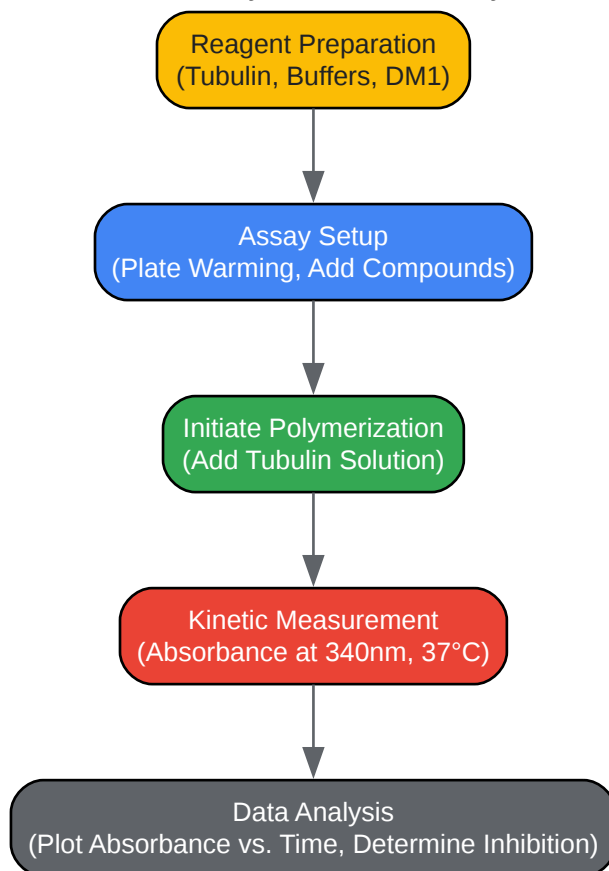 Reagent Preparation
(Tubulin, Buffers, DM1)
Assay Setup
(Plate Warming, Add Compounds)
Initiate Polymerization
(Add Tubulin Solution)
Kinetic Measurement
(Absorbance at 340nm, 37°C)
Data Analysis
(Plot Absorbance vs. Time, Determine Inhibition)